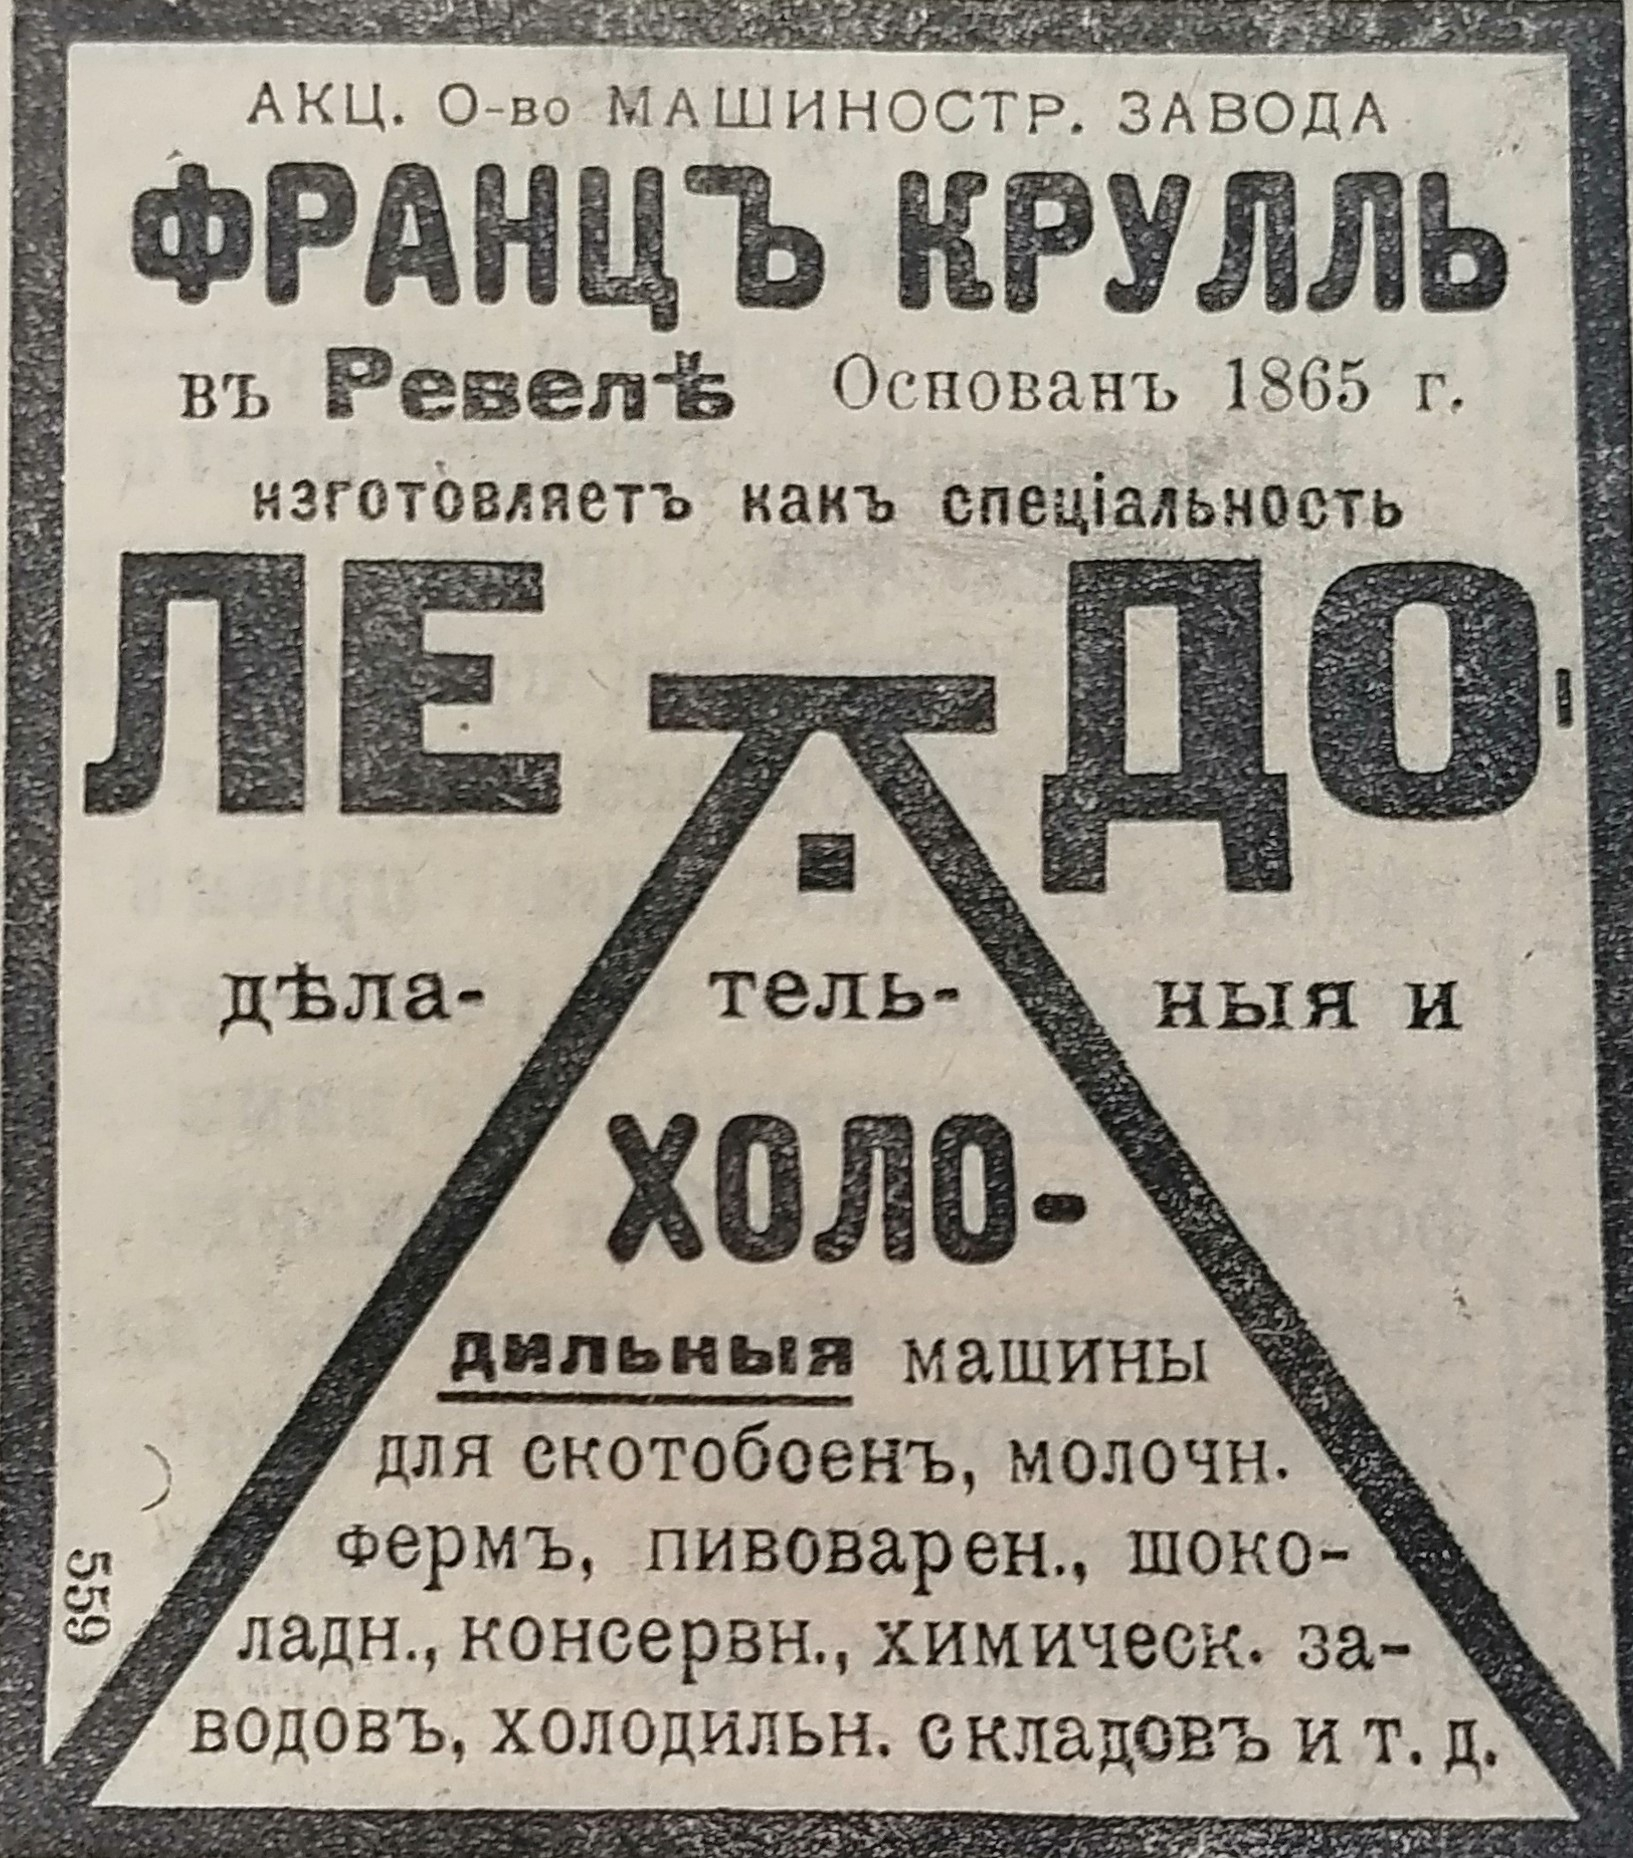 АКЦ. О-во МАШИНОСТР. ЗАВОДА
ФРАНЦЪ КРУЛЛЬ
въ Ревелѣ Основанъ 1865 г.
изготовляетъ какъ спеціальность
ЛЕДО-
дѣла-тель-ныя и
ХОЛО-
дильныя машины
для скотобоенъ, молочн.
фермъ, пивоварен., шоко-
ладн., консервн., химическ. за-
водовъ, холодильн. складовъ и т. д.
559